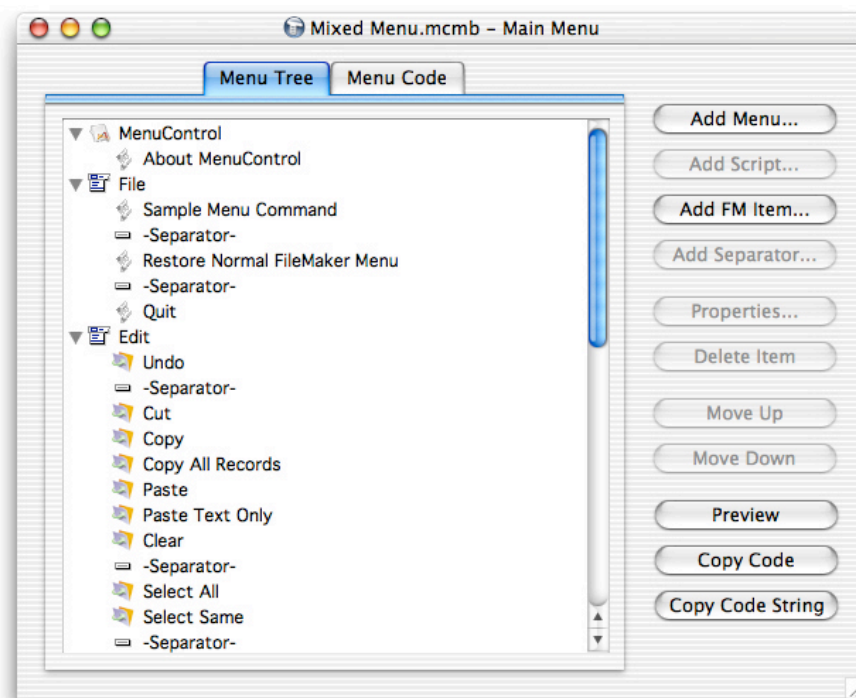 Mixed Menu.mcmb – Main Menu
Menu Tree
Menu Code
MenuControl
About MenuControl
File
Sample Menu Command
-Separator-
Restore Normal FileMaker Menu
-Separator-
Quit
Edit
Undo
-Separator-
Cut
Copy
Copy All Records
Paste
Paste Text Only
Clear
-Separator-
Select All
Select Same
-Separator-
Add Menu...
Add Script...
Add FM Item...
Add Separator...
Properties...
Delete Item
Move Up
Move Down
Preview
Copy Code
Copy Code String